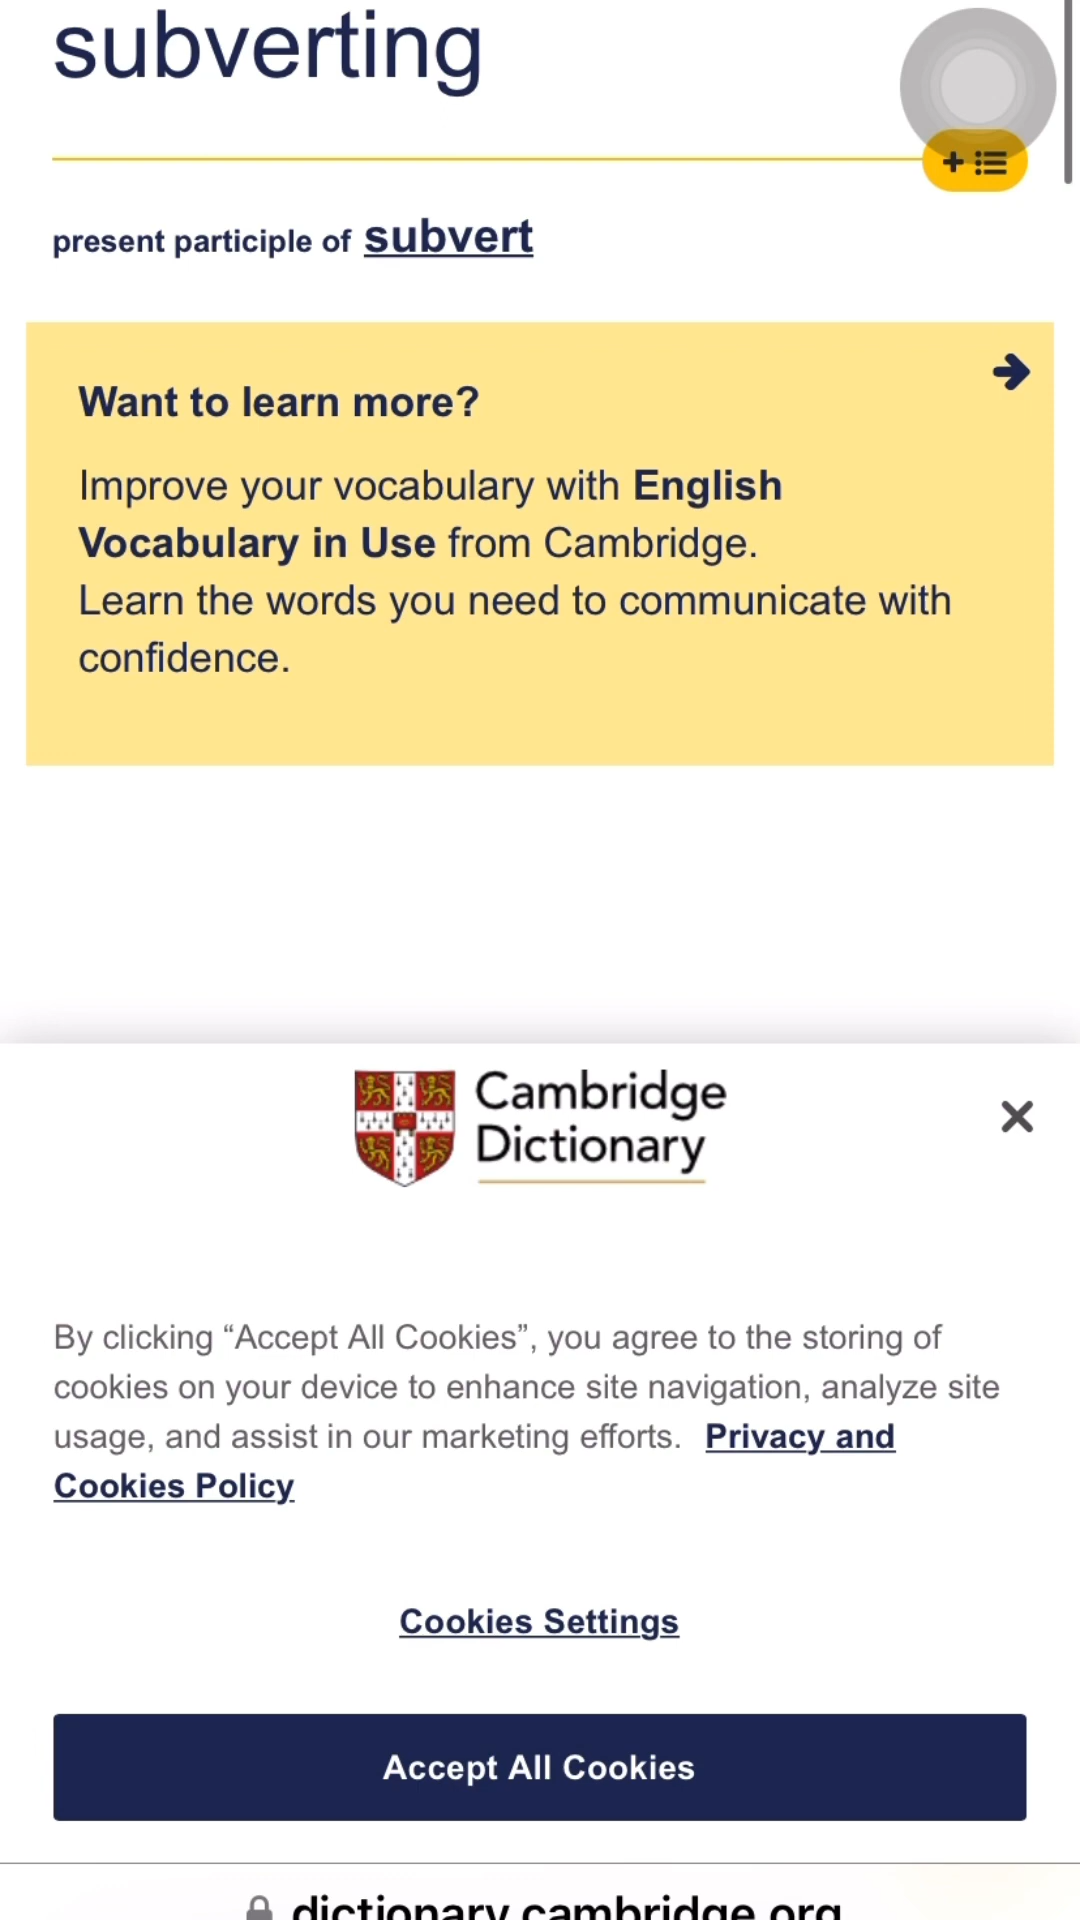 subverting
+
present participle of subvert
Want to learn more?
Improve your vocabulary with English
Vocabulary in Use from Cambridge.
Learn the words you need to communicate with
confidence.
Cambridge
Dictionary
By clicking “Accept All Cookies”, you agree to the storing of
cookies on your device to enhance site navigation, analyze site
usage, and assist in our marketing efforts. Privacy and
Cookies Policy
Cookies Settings
Accept All Cookies
dictionary.cambridge.org